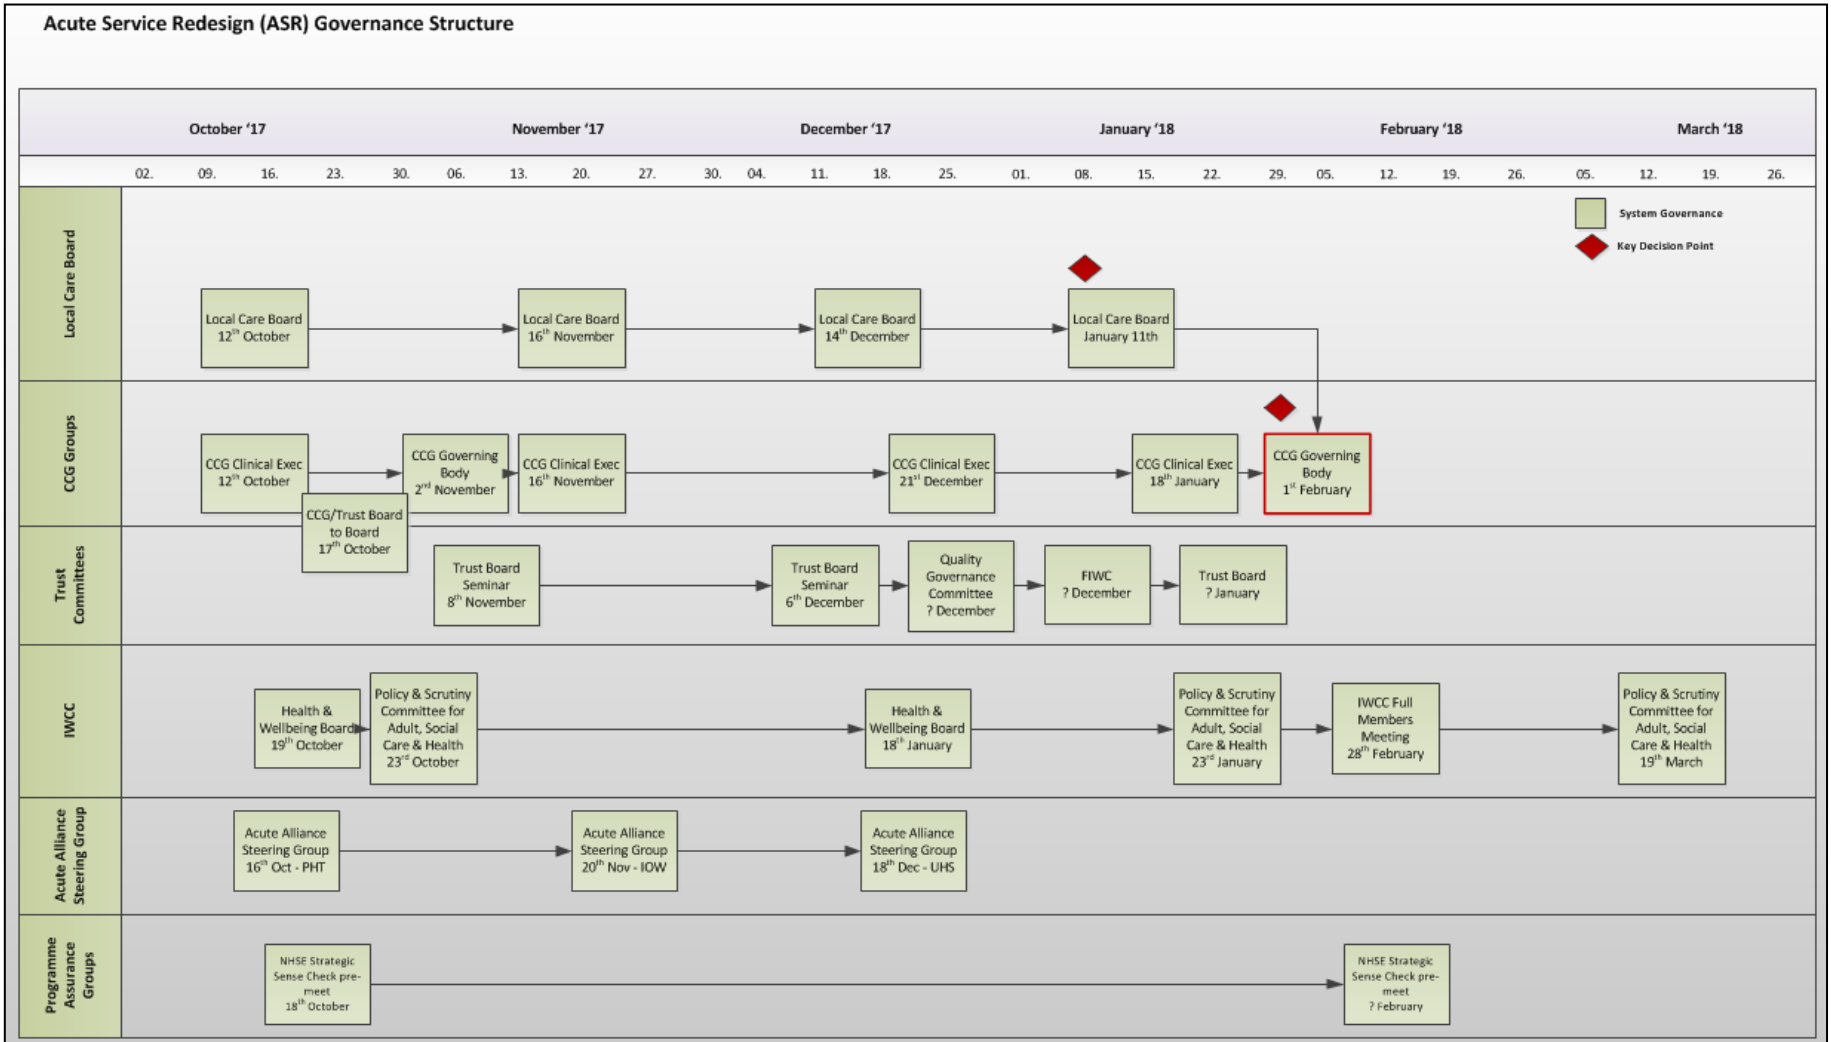 Acute Service Redesign (ASR) Governance Structure
October ‘17
November ‘17
December ‘17
January ‘18
February ‘18
March ‘18
02.
09.
16.
23.
30.
06.
13.
20.
27.
30.
04.
11.
18.
25.
01.
08.
15.
22.
29.
05.
12.
19.
26.
05.
12.
19.
26.
System Governance
Key Decision Point
Local Care Board
Local Care Board
12th October
Local Care Board
16th November
Local Care Board
14th December
Local Care Board
January 11th
CCG Groups
CCG Clinical Exec
12th October
CCG Governing
Body
2nd November
CCG Clinical Exec
16th November
CCG Clinical Exec
21st December
CCG Clinical Exec
18th January
CCG Governing
Body
1st February
CCG/Trust Board
to Board
17th October
Trust
Committees
Trust Board
Seminar
8th November
Trust Board
Seminar
6th December
Quality
Governance
Committee
? December
FIWC
? December
Trust Board
? January
IWCC
Health &
Wellbeing Board
19th October
Policy & Scrutiny
Committee for
Adult, Social
Care & Health
23rd October
Health &
Wellbeing Board
18th January
Policy & Scrutiny
Committee for
Adult, Social
Care & Health
23rd January
IWCC Full
Members
Meeting
28th February
Policy & Scrutiny
Committee for
Adult, Social
Care & Health
19th March
Acute Alliance
Steering Group
Acute Alliance
Steering Group
16th Oct - PHT
Acute Alliance
Steering Group
20th Nov - IOW
Acute Alliance
Steering Group
18th Dec - UHS
Programme
Assurance
Groups
NHSE Strategic
Sense Check pre-
meet
18th October
NHSE Strategic
Sense Check pre-
meet
? February